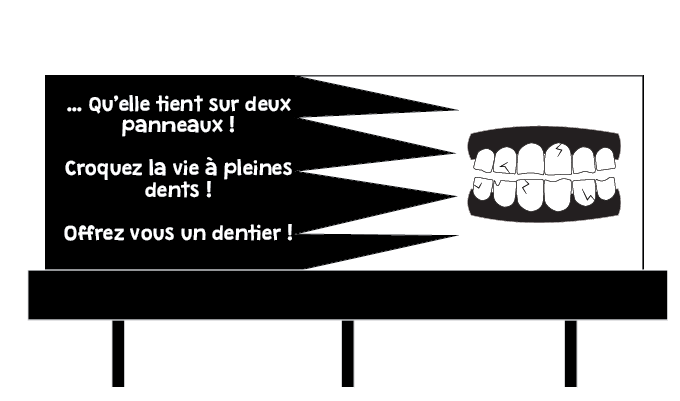 ... Qu'elle tient sur deux
panneaux !
Croquez la vie à pleines
dents !
Offrez vous un dentier !